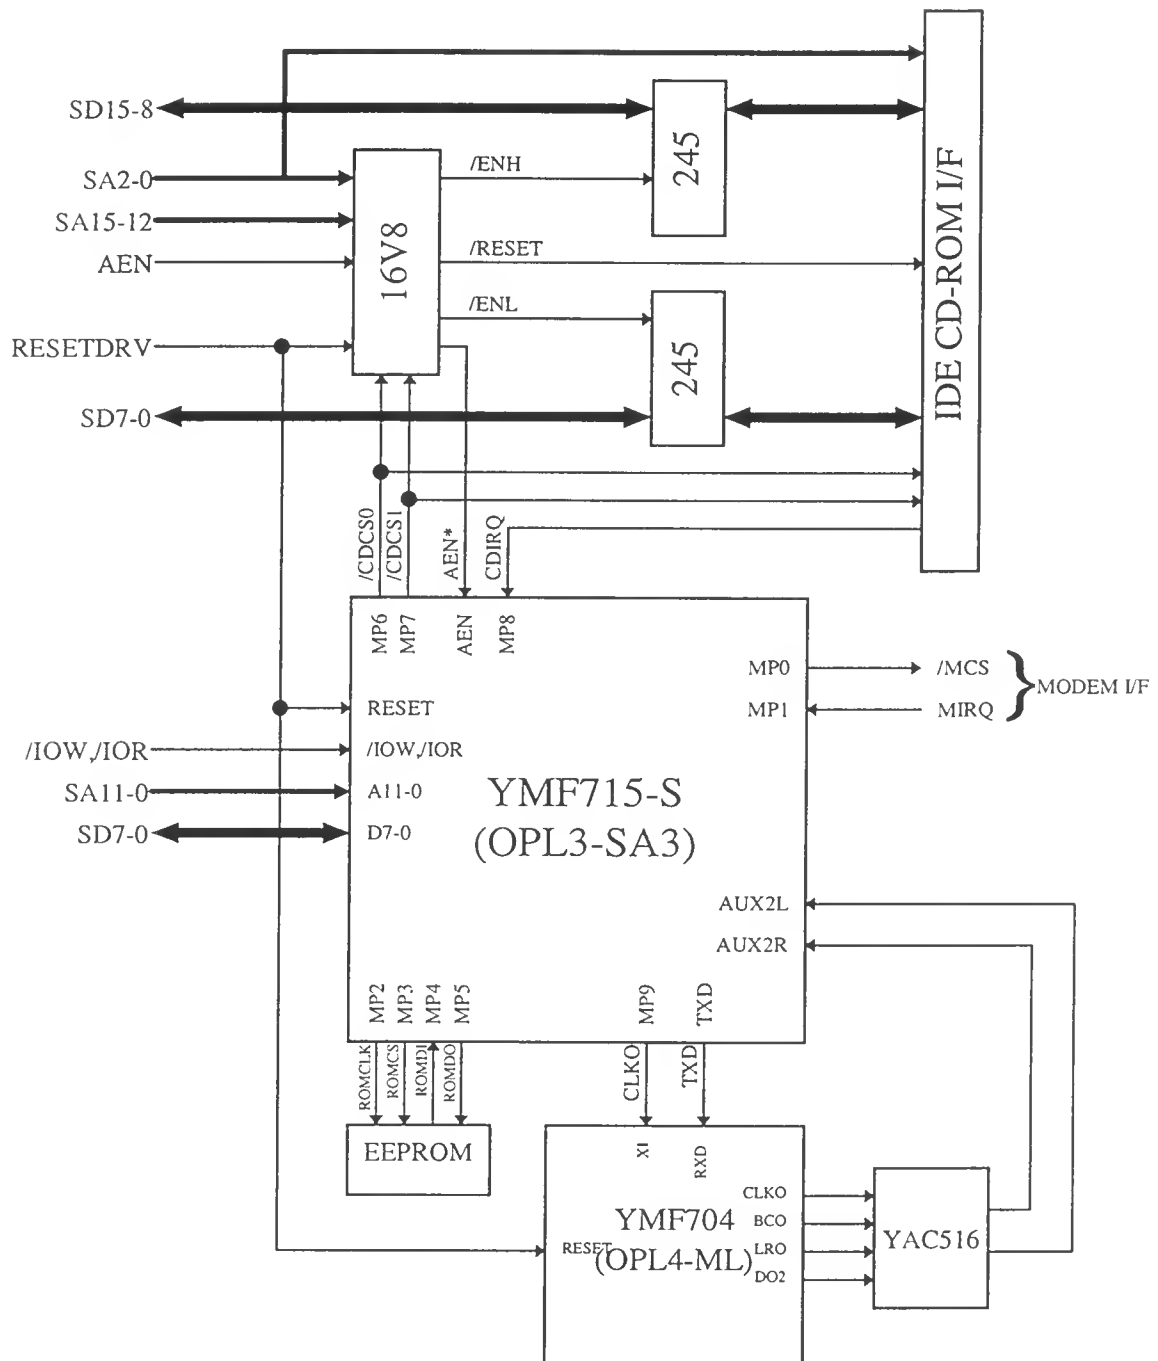 SD15-8
245
SA2-0
/ENH
SA15-12
16V8
/RESET
AEN
IDE CD-ROM I/F
/ENL
RESETDRV
245
SD7-0
/CDCS0
/CDCS1
AEN*
CDIRQ
MP6
MP7
AEN
MP8
MP0
/MCS
MODEM I/F
MP1
MIRQ
RESET
/IOW,/IOR
/IOW,/IOR
SA11-0
A11-0
YMF715-S
SD7-0
D7-0
(OPL3-SA3)
AUX2L
AUX2R
MP2
MP3
MP4
MP5
MP9
TXD
ROMCLK
ROMCS
ROMDI
ROMDO
CLKO
TXD
EEPROM
XI
RXD
CLKO
YMF704
BCO
YAC516
RESET
(OPL4-ML)
LRO
DO2